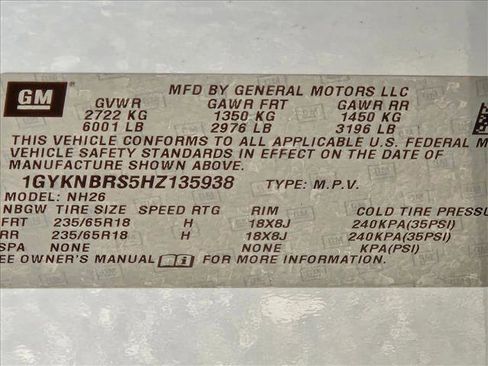 GM MFD BY GENERAL MOTORS LLC
GVWR GAWR FRT GAWR RR
2722 KG 1350 KG 1450 KG
6001 LB 2976 LB 3196 LB
THIS VEHICLE CONFORMS TO ALL APPLICABLE U.S. FEDERAL M
VEHICLE SAFETY STANDARDS IN EFFECT ON THE DATE OF
MANUFACTURE SHOWN ABOVE.
1GYKNBRS5HZ135938 TYPE: M.P.V.
MODEL: NH26
NBGW TIRE SIZE SPEED RTG RIM COLD TIRE PRESSU
FRT 235/65R18 H 18X8J 240KPA(35PSI)
RR 235/65R18 H 18X8J 240KPA(35PSI)
SPA NONE NONE KPA(PSI)
EE OWNER'S MANUAL FOR MORE INFORMATION.